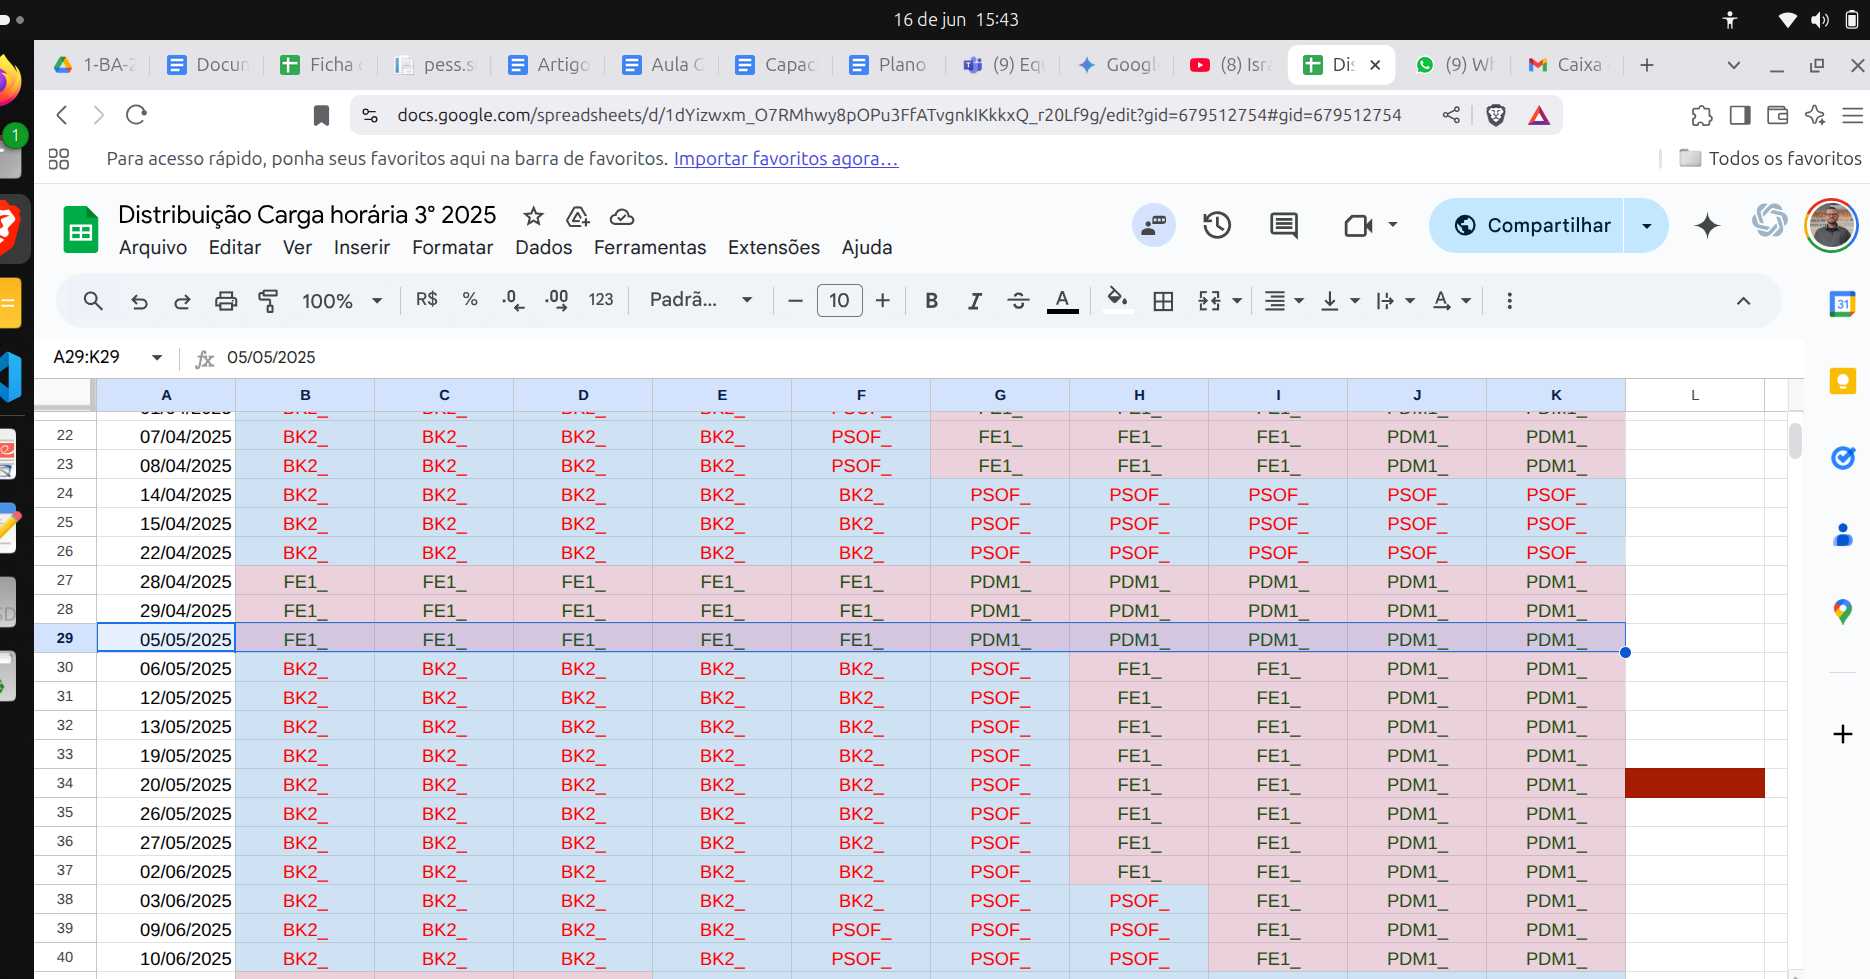 16 de jun 15:43
1-BA-2 Docun Ficha pess.s Artigo Aula G Capac Plano (9) Equ Googl (8) Isra Dis (9) Wh Caixa
docs.google.com/spreadsheets/d/1dYizwxm_O7RMhwy8pOPu3FfATvgnkIKkkxQ_r20Lf9g/edit?gid=679512754#gid=679512754
1
Para acesso rápido, ponha seus favoritos aqui na barra de favoritos. Importar favoritos agora… Todos os favoritos
Distribuição Carga horária 3° 2025
Compartilhar
Arquivo Editar Ver Inserir Formatar Dados Ferramentas Extensões Ajuda
100% R$ % .0 .00 123 Padrã... 10 B I S A A 31
A29:K29 fx 05/05/2025
A B C D E F G H I J K L
22 07/04/2025 BK2_ BK2_ BK2_ BK2_ PSOF_ FE1_ FE1_ FE1_ PDM1_ PDM1_
23 08/04/2025 BK2_ BK2_ BK2_ BK2_ PSOF_ FE1_ FE1_ FE1_ PDM1_ PDM1_
24 14/04/2025 BK2_ BK2_ BK2_ BK2_ BK2_ PSOF_ PSOF_ PSOF_ PSOF_ PSOF_
25 15/04/2025 BK2_ BK2_ BK2_ BK2_ BK2_ PSOF_ PSOF_ PSOF_ PSOF_ PSOF_
26 22/04/2025 BK2_ BK2_ BK2_ BK2_ BK2_ PSOF_ PSOF_ PSOF_ PSOF_ PSOF_
27 28/04/2025 FE1_ FE1_ FE1_ FE1_ FE1_ PDM1_ PDM1_ PDM1_ PDM1_ PDM1_
28 29/04/2025 FE1_ FE1_ FE1_ FE1_ FE1_ PDM1_ PDM1_ PDM1_ PDM1_ PDM1_
29 05/05/2025 FE1_ FE1_ FE1_ FE1_ FE1_ PDM1_ PDM1_ PDM1_ PDM1_ PDM1_
30 06/05/2025 BK2_ BK2_ BK2_ BK2_ BK2_ PSOF_ FE1_ FE1_ PDM1_ PDM1_
31 12/05/2025 BK2_ BK2_ BK2_ BK2_ BK2_ PSOF_ FE1_ FE1_ PDM1_ PDM1_
32 13/05/2025 BK2_ BK2_ BK2_ BK2_ BK2_ PSOF_ FE1_ FE1_ PDM1_ PDM1_
33 19/05/2025 BK2_ BK2_ BK2_ BK2_ BK2_ PSOF_ FE1_ FE1_ PDM1_ PDM1_
34 20/05/2025 BK2_ BK2_ BK2_ BK2_ BK2_ PSOF_ FE1_ FE1_ PDM1_ PDM1_
35 26/05/2025 BK2_ BK2_ BK2_ BK2_ BK2_ PSOF_ FE1_ FE1_ PDM1_ PDM1_
36 27/05/2025 BK2_ BK2_ BK2_ BK2_ BK2_ PSOF_ FE1_ FE1_ PDM1_ PDM1_
37 02/06/2025 BK2_ BK2_ BK2_ BK2_ BK2_ PSOF_ FE1_ FE1_ PDM1_ PDM1_
38 03/06/2025 BK2_ BK2_ BK2_ BK2_ BK2_ PSOF_ PSOF_ FE1_ PDM1_ PDM1_
39 09/06/2025 BK2_ BK2_ BK2_ BK2_ PSOF_ PSOF_ PSOF_ FE1_ PDM1_ PDM1_
40 10/06/2025 BK2_ BK2_ BK2_ BK2_ PSOF_ PSOF_ PSOF_ FE1_ PDM1_ PDM1_